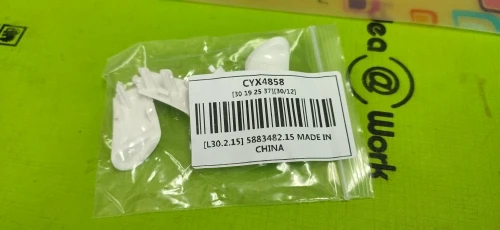 CYX4858
[30 19 25 37][30/12]
[L30.2.15] 5883482.15 MADE IN
CHINA
Idea @ Work